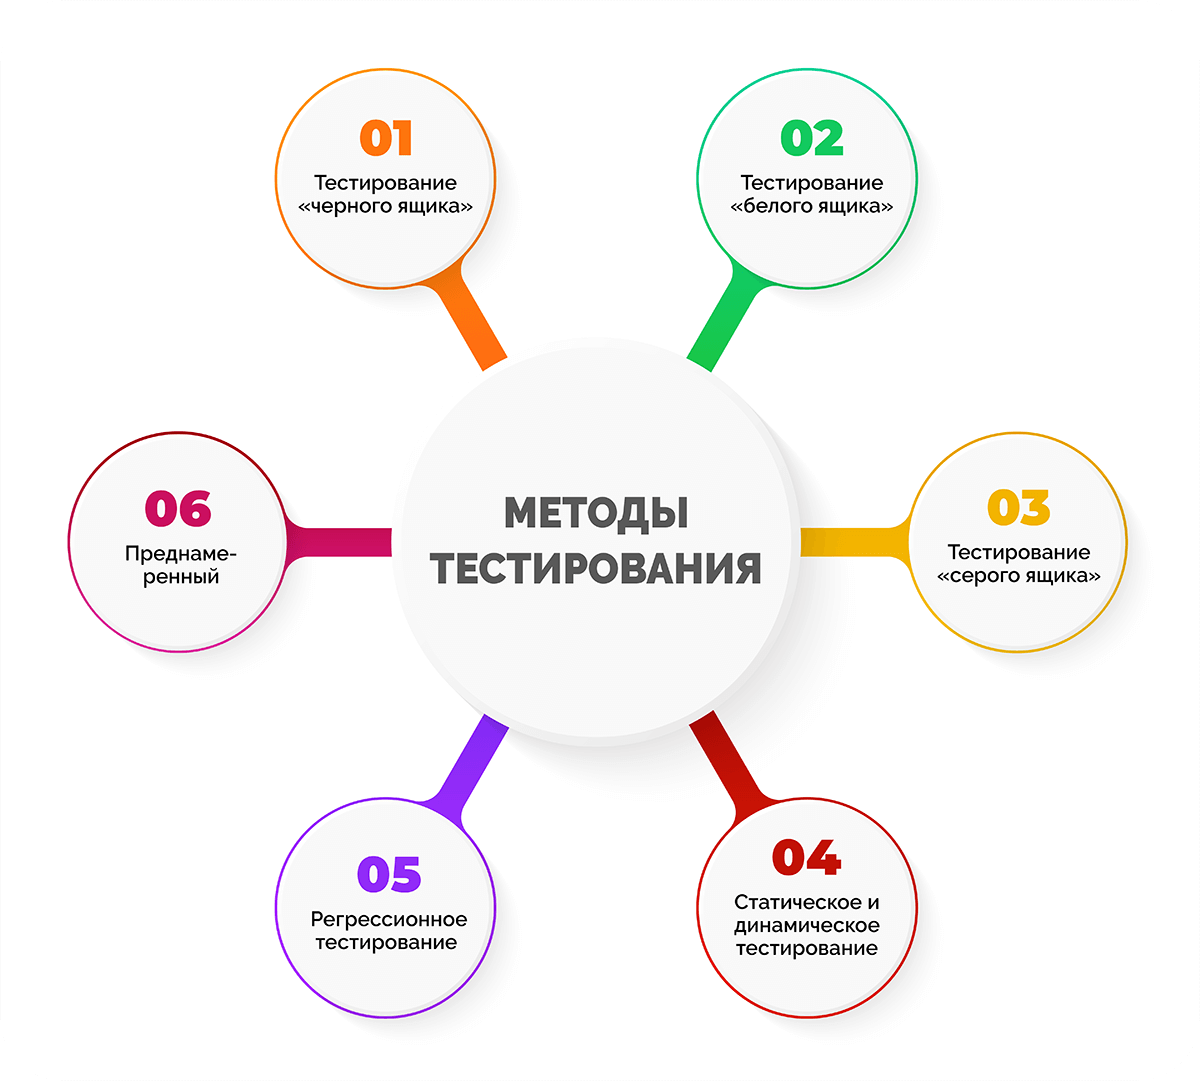 01
Тестирование
«черного ящика»
02
Тестирование
«белого ящика»
МЕТОДЫ
ТЕСТИРОВАНИЯ
03
Тестирование
«серого ящика»
04
Статическое и
динамическое
тестирование
05
Регрессионное
тестирование
06
Преднаме-
ренный